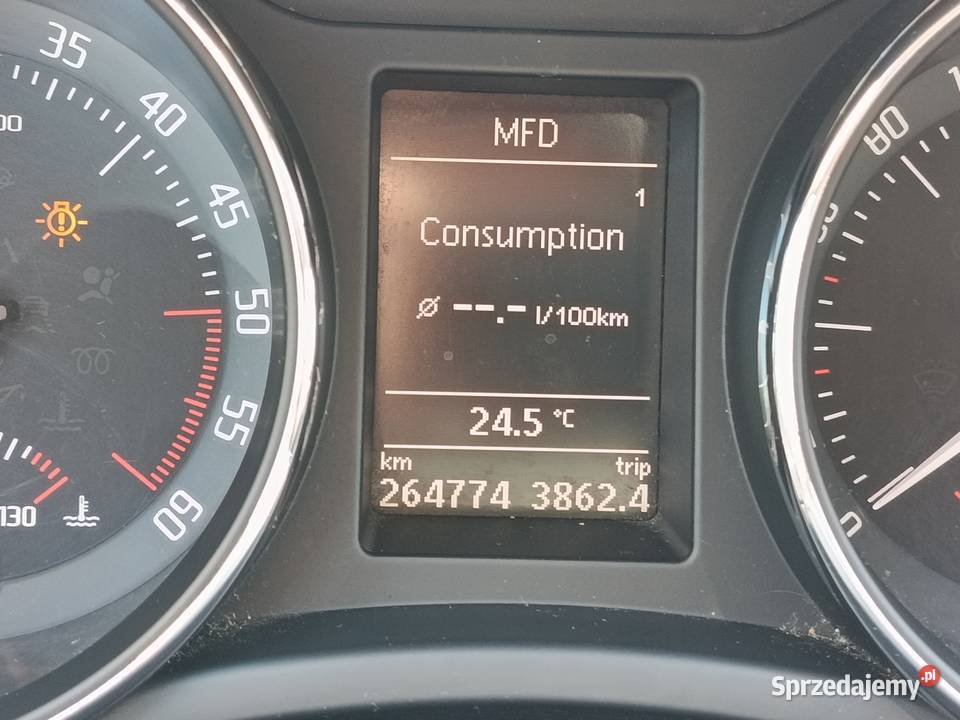 MFD
1
Consumption
ø --.- l/100km
24.5 °C
km trip
264774 3862.4
35
40
45
50
55
60
130
80
0
Sprzedajemy.pl